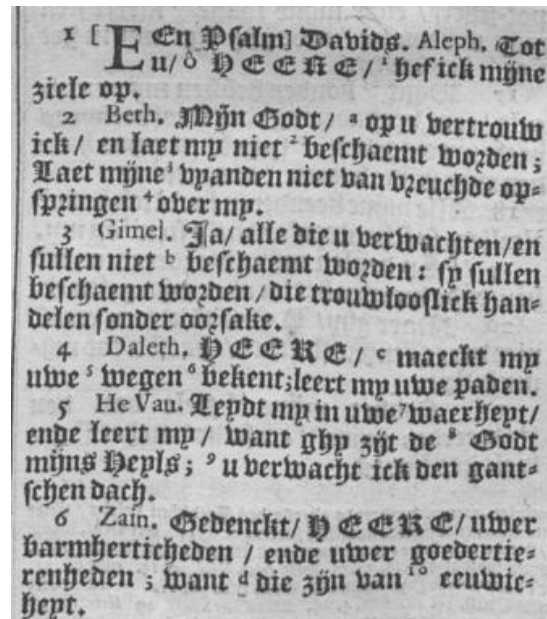 1 [EEn Psalm] Davids. Aleph. Tot
u/ ô HEERE/ ¹ hef ick mijne
ziele op.
2 Beth. Mijn Godt/ ª op u vertrouw
ick/ en laet my niet ² beschaemt worden;
Laet mijne ³ vyanden niet van vreuchde op-
springen ⁴ over my.
3 Gimel. Ja/ alle die u verwachten/en
sullen niet ᵇ beschaemt worden: sy sullen
beschaemt worden/die trouwlooslick han-
delen sonder oorsake.
4 Daleth. HEERE/ ᶜ maeckt my
uwe ⁵ wegen ⁶ bekent;leert my uwe paden.
5 He Vau. Leydt my in uwe ⁷ waerheyt/
ende leert my/ want ghy zijt de ⁸ Godt
mijns Heyls; ⁹ u verwacht ick den gant-
schen dach.
6 Zain. Gedenckt/HEERE/uwer
barmherticheden/ ende uwer goedertie-
renheden; want ᵈ die zijn van ¹⁰ eeuwic-
heyt.